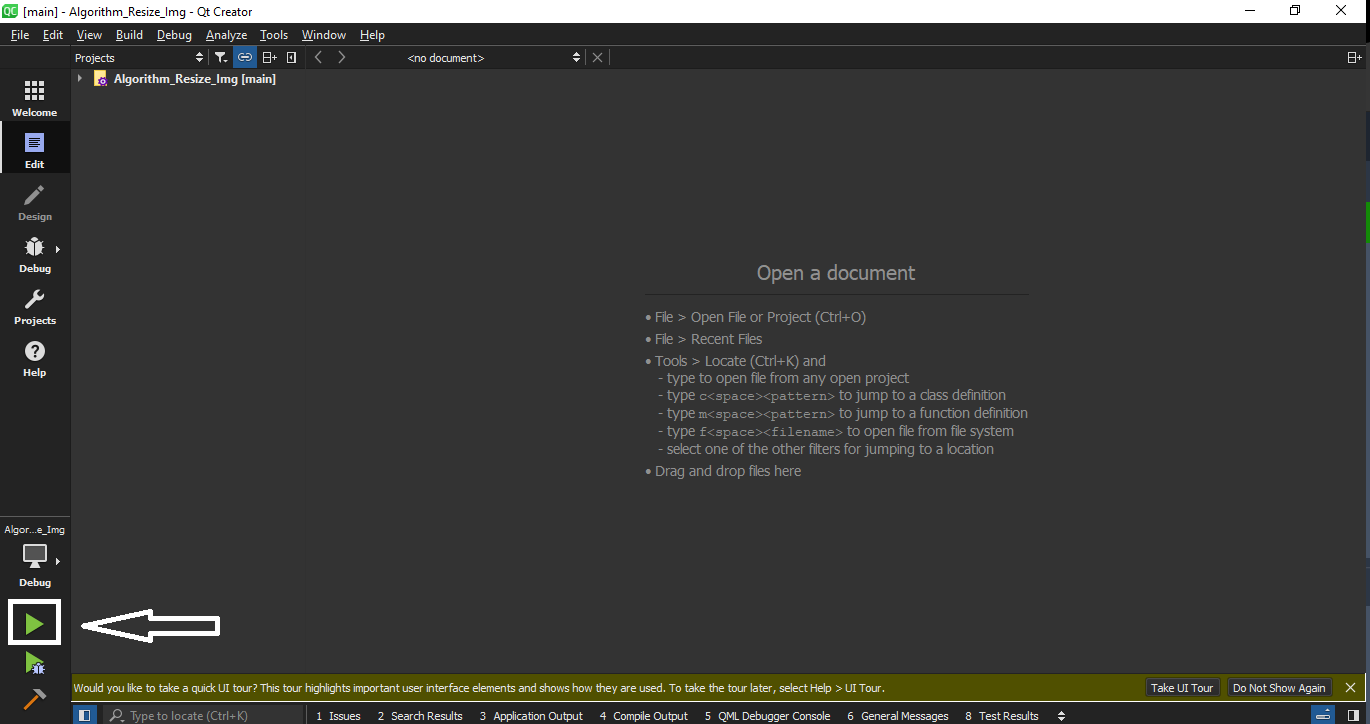 QC [main] - Algorithm_Resize_Img - Qt Creator
File Edit View Build Debug Analyze Tools Window Help
Projects <no document>
Algorithm_Resize_Img [main]
Welcome
Edit
Design
Debug
Projects
Help
Open a document
• File > Open File or Project (Ctrl+O)
• File > Recent Files
• Tools > Locate (Ctrl+K) and
- type to open file from any open project
- type c<space><pattern> to jump to a class definition
- type m<space><pattern> to jump to a function definition
- type f<space><filename> to open file from file system
- select one of the other filters for jumping to a location
• Drag and drop files here
Algor...e_Img
Debug
Would you like to take a quick UI tour? This tour highlights important user interface elements and shows how they are used. To take the tour later, select Help > UI Tour. Take UI Tour Do Not Show Again
Type to locate (Ctrl+K) 1 Issues 2 Search Results 3 Application Output 4 Compile Output 5 QML Debugger Console 6 General Messages 8 Test Results